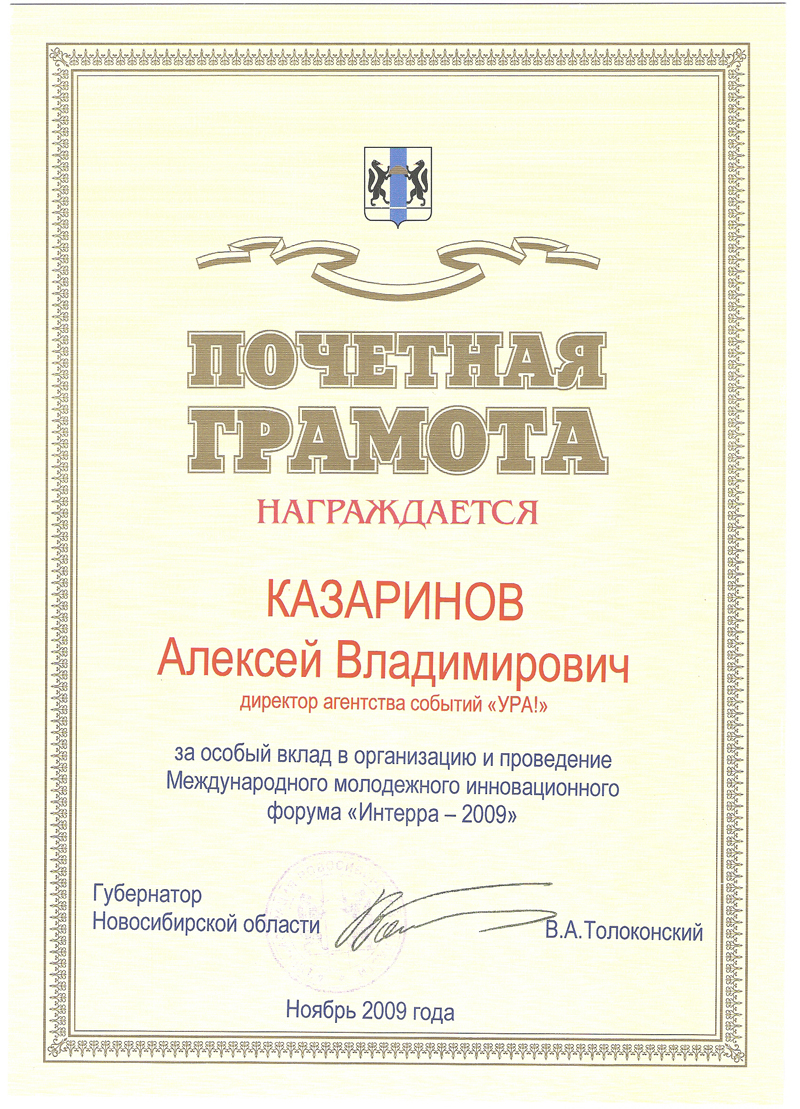 ПОЧЕТНАЯ
ГРАМОТА
НАГРАЖДАЕТСЯ
КАЗАРИНОВ
Алексей Владимирович
директор агентства событий «УРА!»
за особый вклад в организацию и проведение
Международного молодежного инновационного
форума «Интерра – 2009»
Губернатор
Новосибирской области
В.А.Толоконский
Ноябрь 2009 года